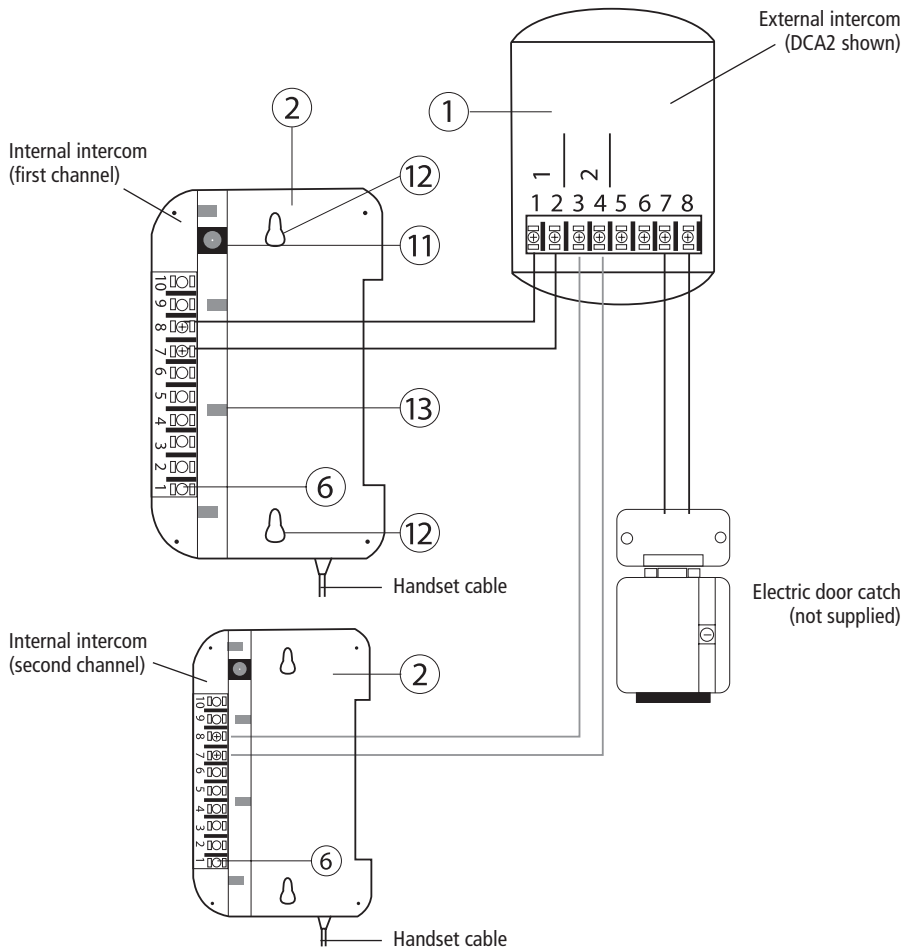 External intercom
(DCA2 shown)
2
1
Internal intercom
(first channel)
12
1 2
1 2 3 4 5 6 7 8
11
10
9
8
7
6
5
4
3
2
1
13
6
12
Handset cable
Electric door catch
(not supplied)
Internal intercom
(second channel)
2
10
9
8
7
6
5
4
3
2
1
6
Handset cable